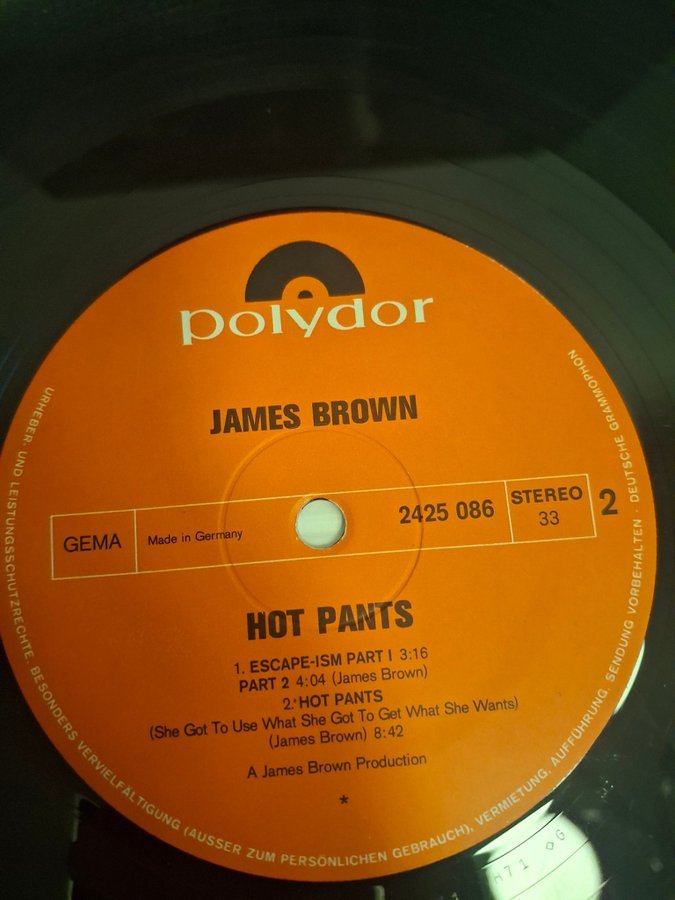 polydor
JAMES BROWN
GEMA
Made in Germany
2425 086
STEREO
33
2
HOT PANTS
1. ESCAPE-ISM PART I 3:16
PART 2 4:04 (James Brown)
2. HOT PANTS
(She Got To Use What She Got To Get What She Wants)
(James Brown) 8:42
A James Brown Production
*
URHEBER- UND LEISTUNGSSCHUTZRECHTE, BESONDERS VERVIELFÄLTIGUNG (AUSSER ZUM PERSÖNLICHEN GEBRAUCH), VERMIETUNG, AUFFÜHRUNG, SENDUNG VORBEHALTEN · DEUTSCHE GRAMMOPHON
H71 ◇ G